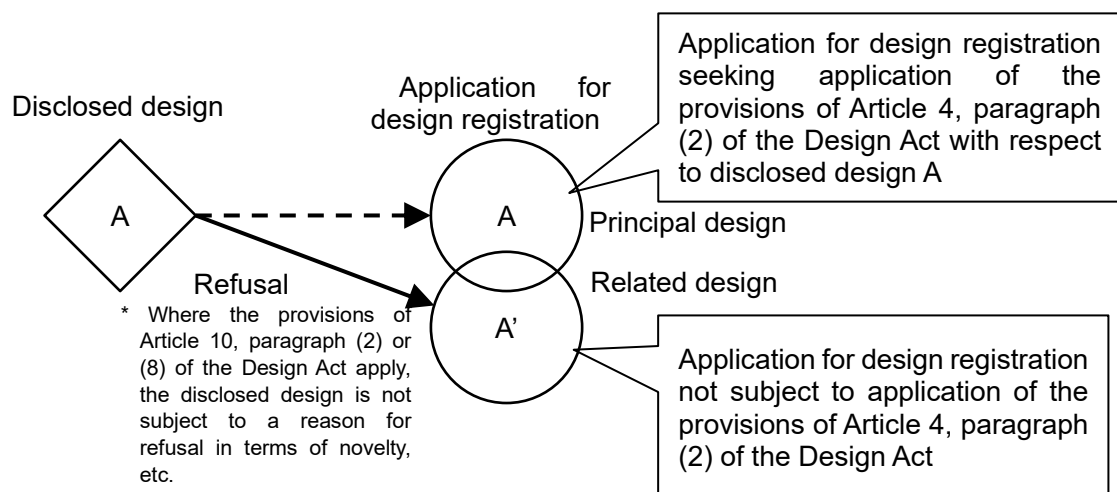 Disclosed design
A
Application for
design registration
A
Principal design
Related design
A’
Refusal
* Where the provisions of
Article 10, paragraph (2) or
(8) of the Design Act apply,
the disclosed design is not
subject to a reason for
refusal in terms of novelty,
etc.
Application for design registration
seeking application of the
provisions of Article 4, paragraph
(2) of the Design Act with respect
to disclosed design A
Application for design registration
not subject to application of the
provisions of Article 4, paragraph
(2) of the Design Act